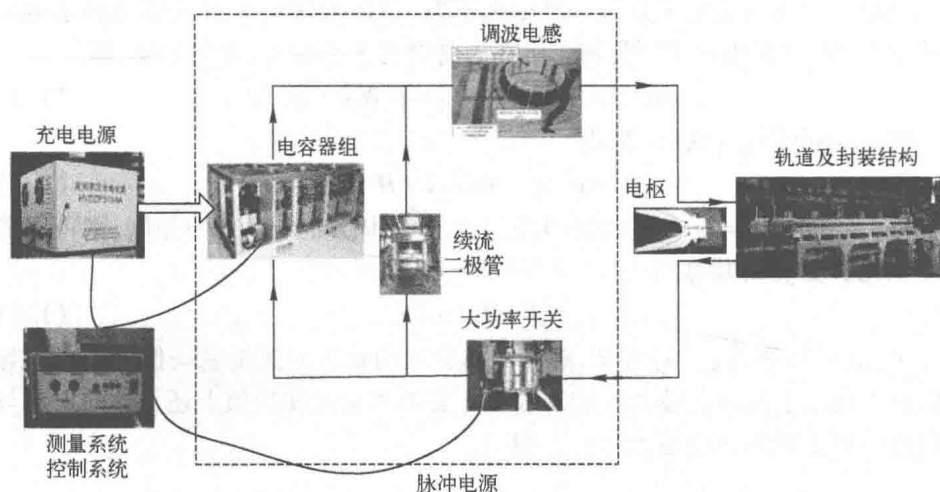 调波电感
充电电源
电容器组
轨道及封装结构
电枢
续流
二极管
大功率开关
测量系统
控制系统
脉冲电源